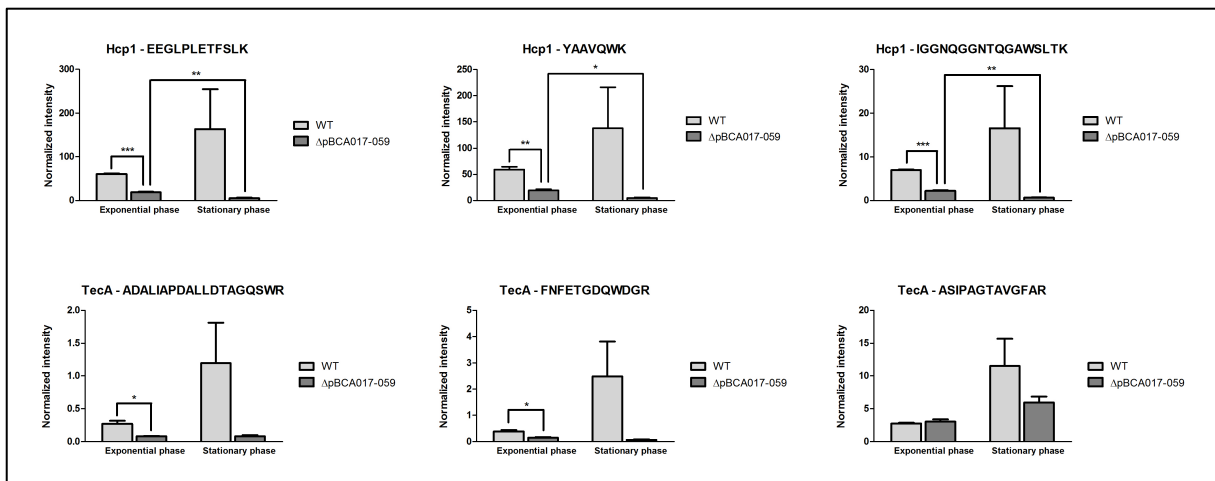 Hcp1 - EEGLPLETFSLK
Normalized intensity
300
200
100
0
***
**
Exponential phase
Stationary phase
WT
ΔpBCA017-059
Hcp1 - YAAVQWK
Normalized intensity
250
200
150
100
50
0
**
*
Exponential phase
Stationary phase
WT
ΔpBCA017-059
Hcp1 - IGGNQGGNTQGAWSLTK
Normalized intensity
30
20
10
0
***
**
Exponential phase
Stationary phase
WT
ΔpBCA017-059
TecA - ADALIAPDALLDTAGQSWR
Normalized intensity
2.0
1.5
1.0
0.5
0.0
*
Exponential phase
Stationary phase
WT
ΔpBCA017-059
TecA - FNFETGDQWDGR
Normalized intensity
5
4
3
2
1
0
*
Exponential phase
Stationary phase
WT
ΔpBCA017-059
TecA - ASIPAGTAVGFAR
Normalized intensity
20
15
10
5
0
Exponential phase
Stationary phase
WT
ΔpBCA017-059